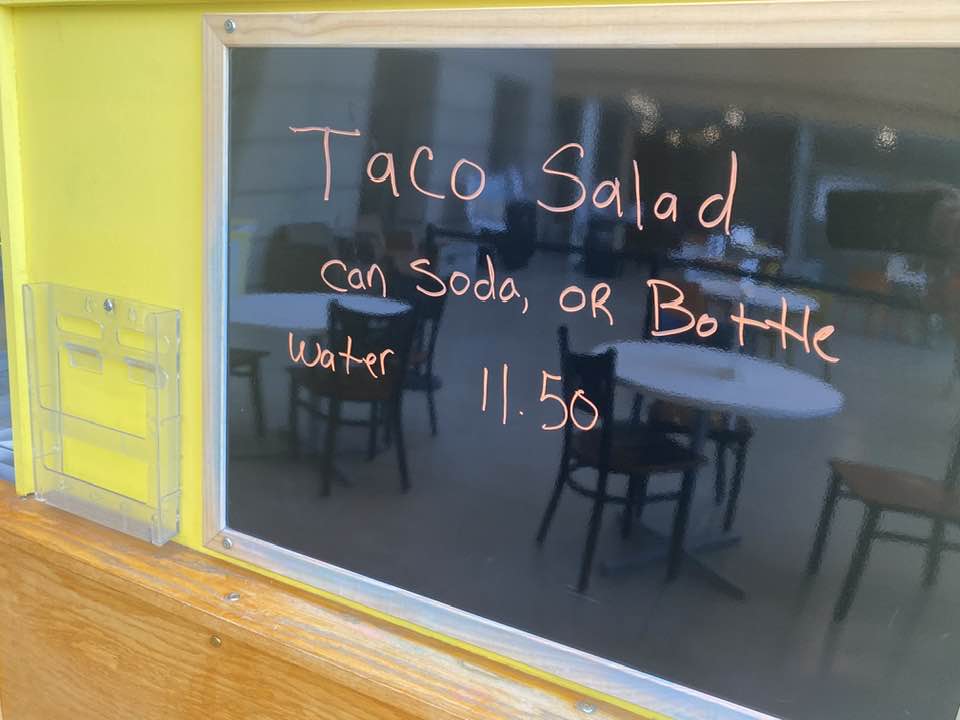 Taco Salad
can Soda, OR Bottle
Water 11.50